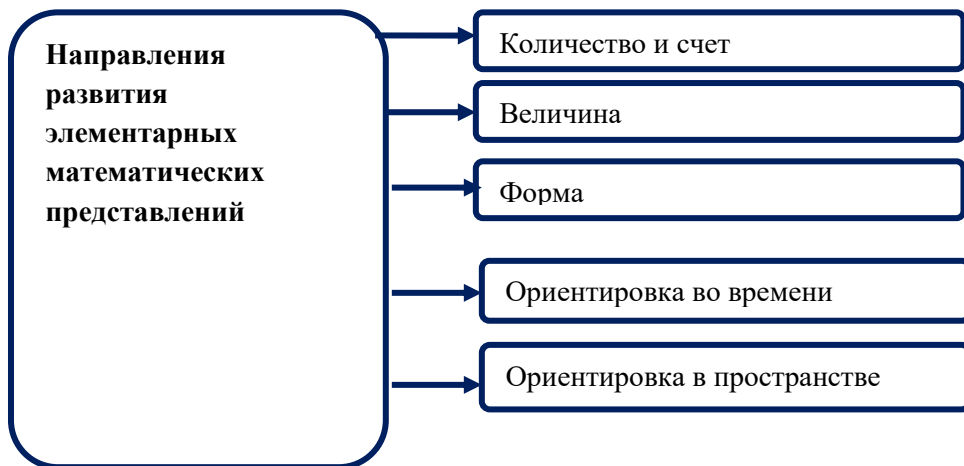 Направления
развития
элементарных
математических
представлений
Количество и счет
Величина
Форма
Ориентировка во времени
Ориентировка в пространстве